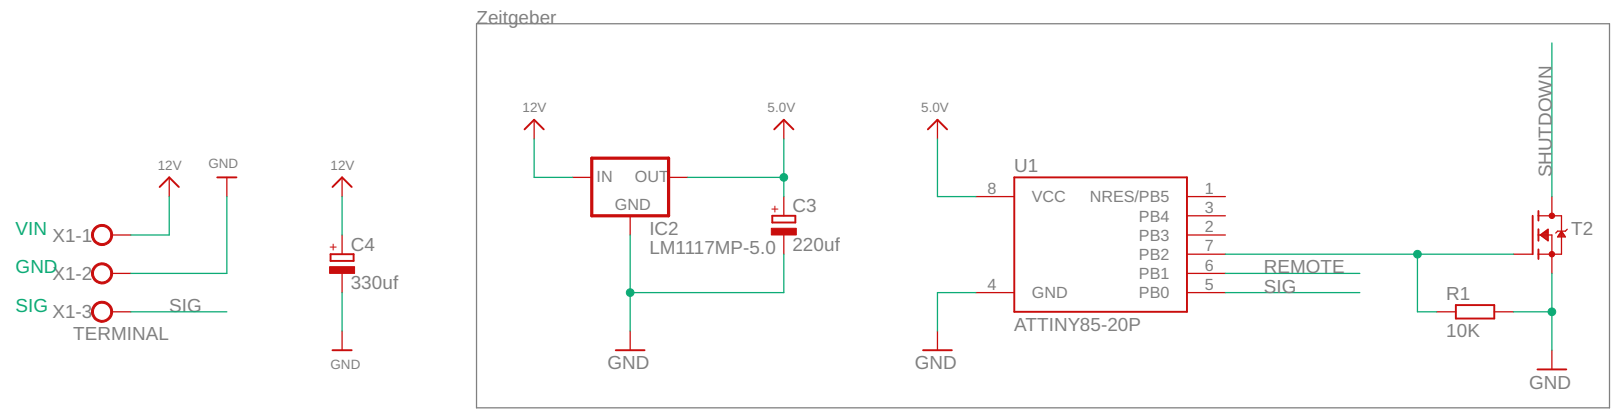 Zeitgeber
VIN X1-1
GND X1-2
SIG X1-3
SIG
TERMINAL
12V
GND
12V
+
C4
330uf
GND
12V
5.0V
IN OUT
GND
IC2
LM1117MP-5.0
+
C3
220uf
GND
5.0V
U1
8 VCC NRES/PB5 1
PB4 3
PB3 2
PB2 7
PB1 6 REMOTE
4 GND PB0 5 SIG
ATTINY85-20P
GND
SHUTDOWN
T2
R1
10K
GND